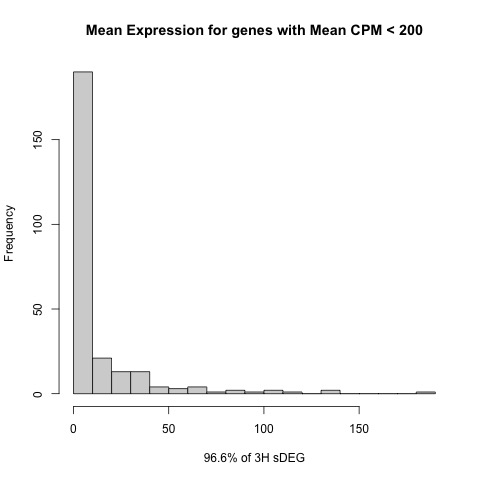 Mean Expression for genes with Mean CPM < 200
Frequency
150
100
50
0
0 50 100 150
96.6% of 3H sDEG